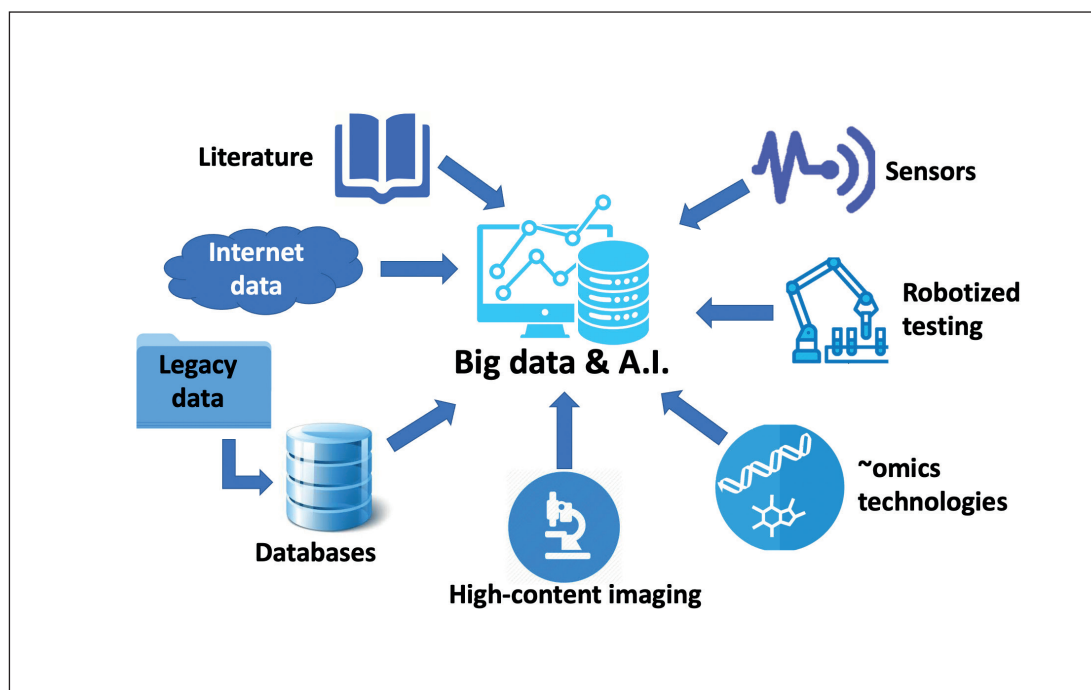 Literature
Internet
data
Legacy
data
Databases
Big data & A.I.
High-content imaging
Sensors
Robotized
testing
~omics
technologies